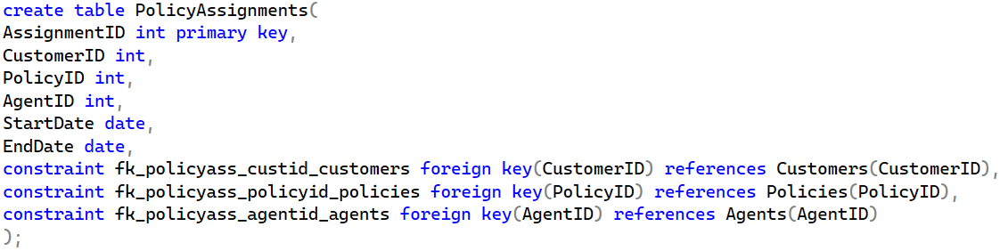 create table PolicyAssignments(
AssignmentID int primary key,
CustomerID int,
PolicyID int,
AgentID int,
StartDate date,
EndDate date,
constraint fk_policyass_custid_customers foreign key(CustomerID) references Customers(CustomerID),
constraint fk_policyass_policyid_policies foreign key(PolicyID) references Policies(PolicyID),
constraint fk_policyass_agentid_agents foreign key(AgentID) references Agents(AgentID)
);